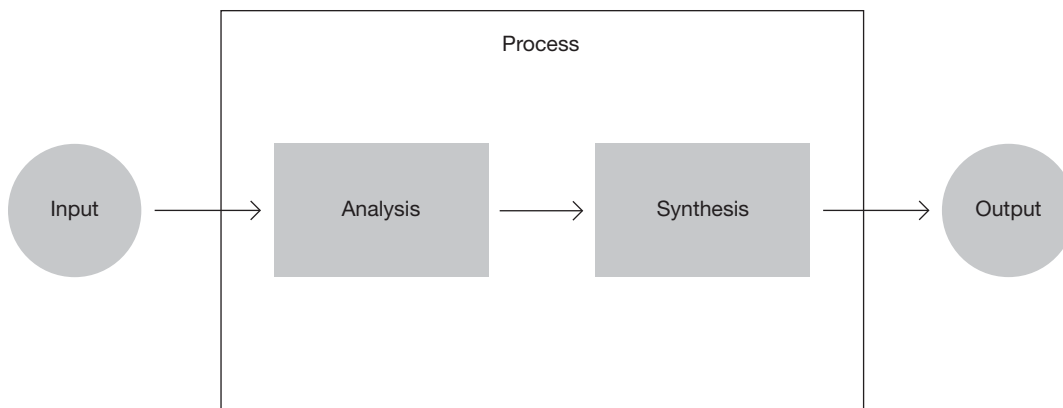 Process
Input
Analysis
Synthesis
Output